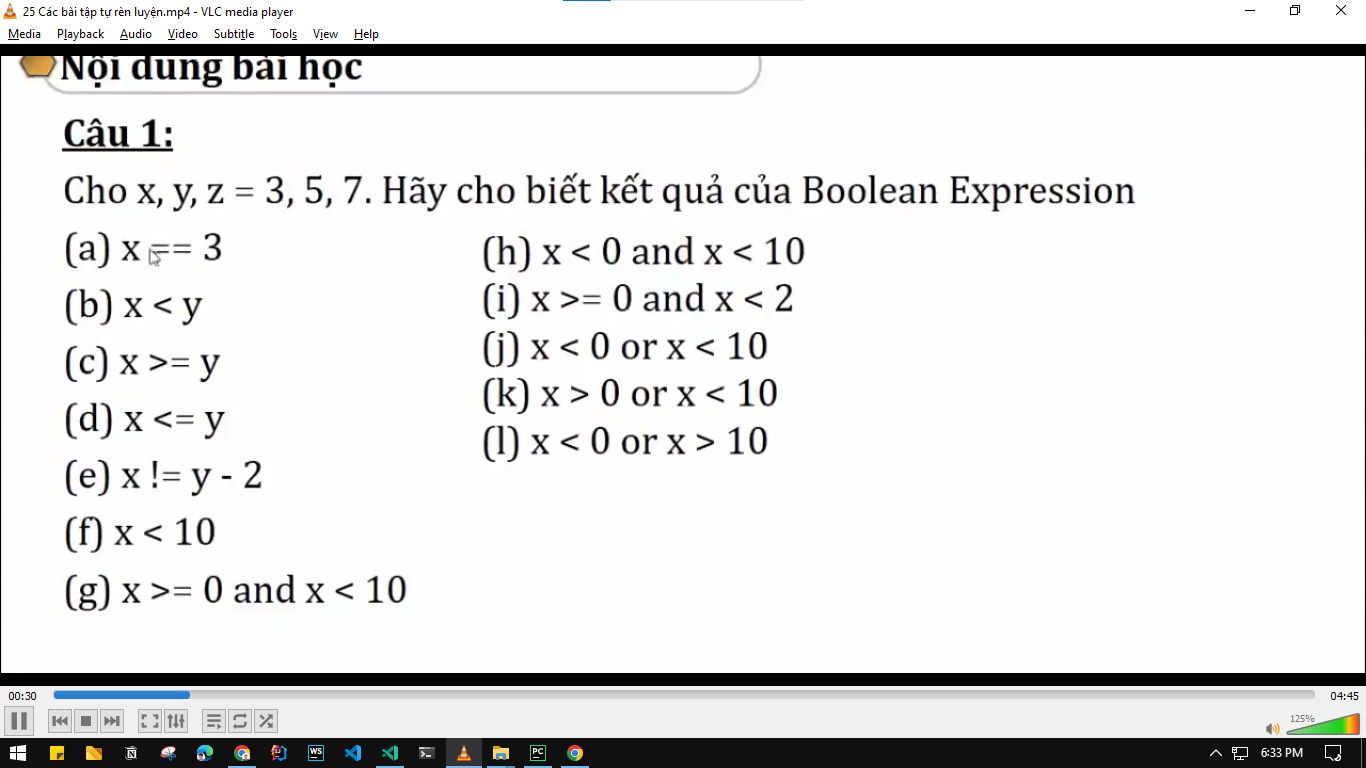 25 Các bài tập tự rèn luyện.mp4 - VLC media player
Media Playback Audio Video Subtitle Tools View Help
Nội dung bài học
Câu 1:
Cho x, y, z = 3, 5, 7. Hãy cho biết kết quả của Boolean Expression
(a) x == 3
(b) x < y
(c) x >= y
(d) x <= y
(e) x != y - 2
(f) x < 10
(g) x >= 0 and x < 10
(h) x < 0 and x < 10
(i) x >= 0 and x < 2
(j) x < 0 or x < 10
(k) x > 0 or x < 10
(l) x < 0 or x > 10
00:30 04:45
125%
WS PC 6:33 PM